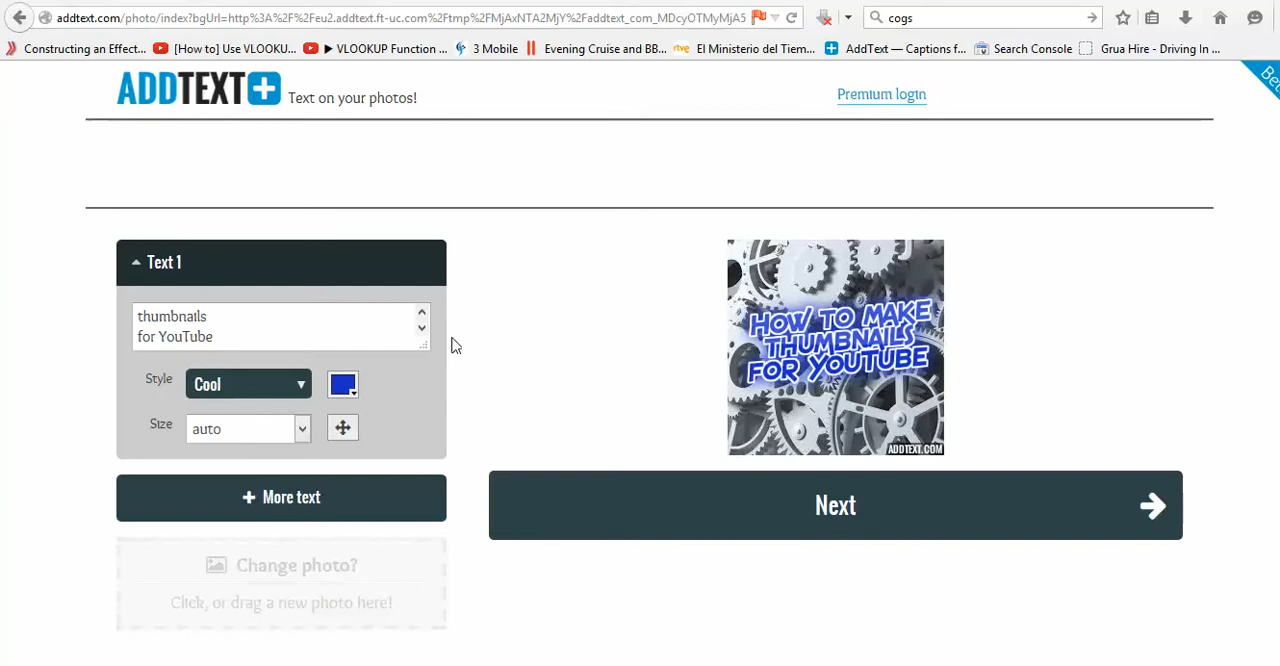 addtext.com/photo/index?bgUrl=http%3A%2F%2Feu2.addtext.ft-uc.com%2Ftmp%2FMjAxNTA2MjY%2Faddtext_com_MDcyOTMyMjA5
cogs
Constructing an Effect...
[How to] Use VLOOKU...
▶ VLOOKUP Function ...
3 Mobile
Evening Cruise and BB...
rtve
El Ministerio del Tiem...
AddText — Captions f...
Search Console
Grua Hire - Driving In ...
ADDTEXT+ Text on your photos!
Premium login
Text 1
thumbnails
for YouTube
Style
Cool
Size
auto
+ More text
Change photo?
Click, or drag a new photo here!
HOW TO MAKE
THUMBNAILS
FOR YOUTUBE
ADDTEXT.COM
Next